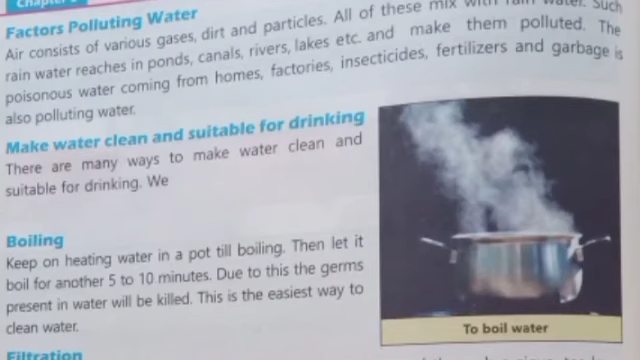 Factors Polluting Water
Air consists of various gases, dirt and particles. All of these mix with rain water. Such
rain water reaches in ponds, canals, rivers, lakes etc. and make them polluted. The
poisonous water coming from homes, factories, insecticides, fertilizers and garbage is
also polluting water.
Make water clean and suitable for drinking
There are many ways to make water clean and
suitable for drinking. We
Boiling
Keep on heating water in a pot till boiling. Then let it
boil for another 5 to 10 minutes. Due to this the germs
present in water will be killed. This is the easiest way to
clean water.
To boil water
Filtration